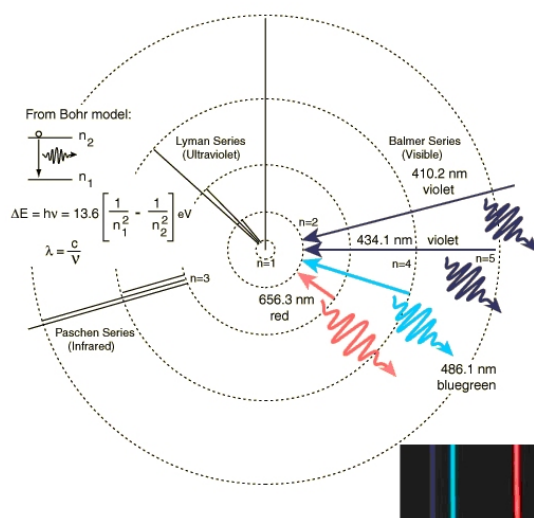 From Bohr model:
n₂
n₁
ΔE = hν = 13.6 [ 1/n₁² - 1/n₂² ] eV
λ = c/ν
Lyman Series
(Ultraviolet)
Balmer Series
(Visible)
410.2 nm
violet
n=2
434.1 nm violet
n=1
n=4
n=5
n=3
656.3 nm
red
Paschen Series
(Infrared)
486.1 nm
bluegreen